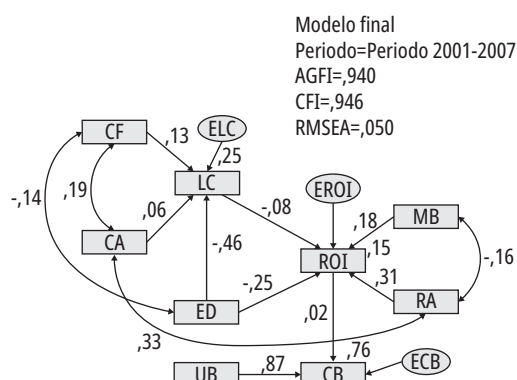 Modelo final
Periodo=Periodo 2001-2007
AGFI=,940
CFI=,946
RMSEA=,050
CF
,13
ELC
,25
LC
-,14
,19
,06
-,08
EROI
CA
-,46
,18
MB
,15
ROI
-,16
-,25
,31
RA
ED
,02
,33
,76
UB
,87
CB
ECB